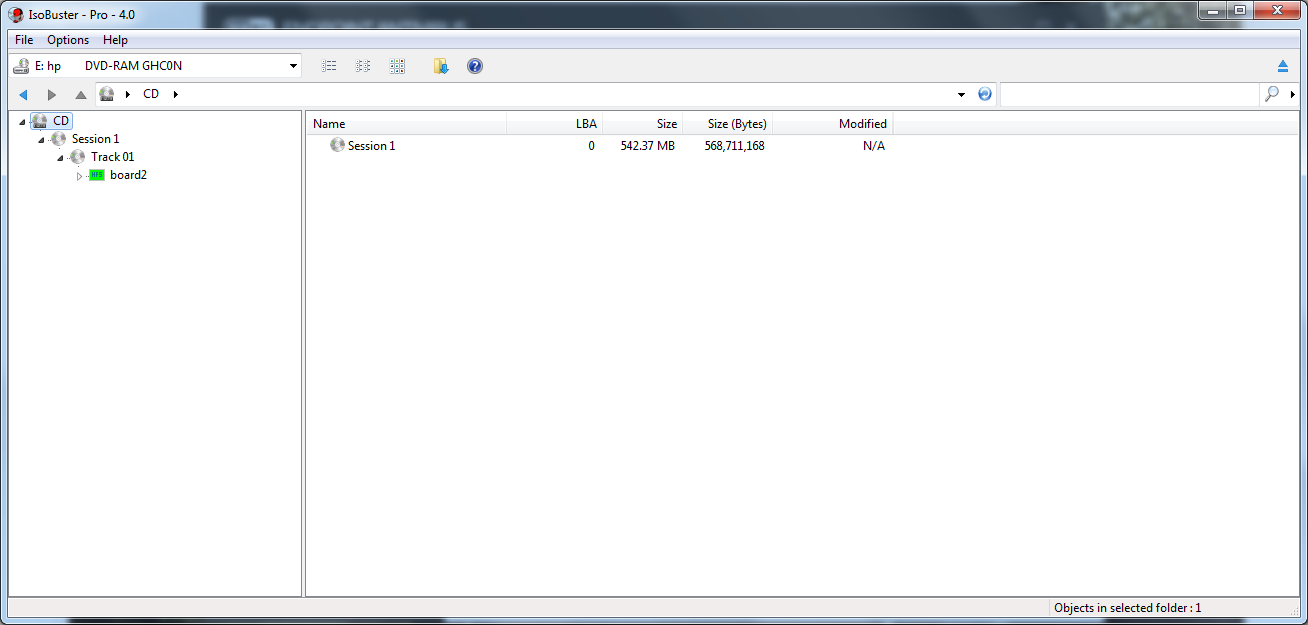 IsoBuster - Pro - 4.0
File Options Help
E: hp DVD-RAM GHC0N
CD
CD
Session 1
Track 01
HFS board2
Name LBA Size Size (Bytes) Modified
Session 1 0 542.37 MB 568,711,168 N/A
Objects in selected folder : 1